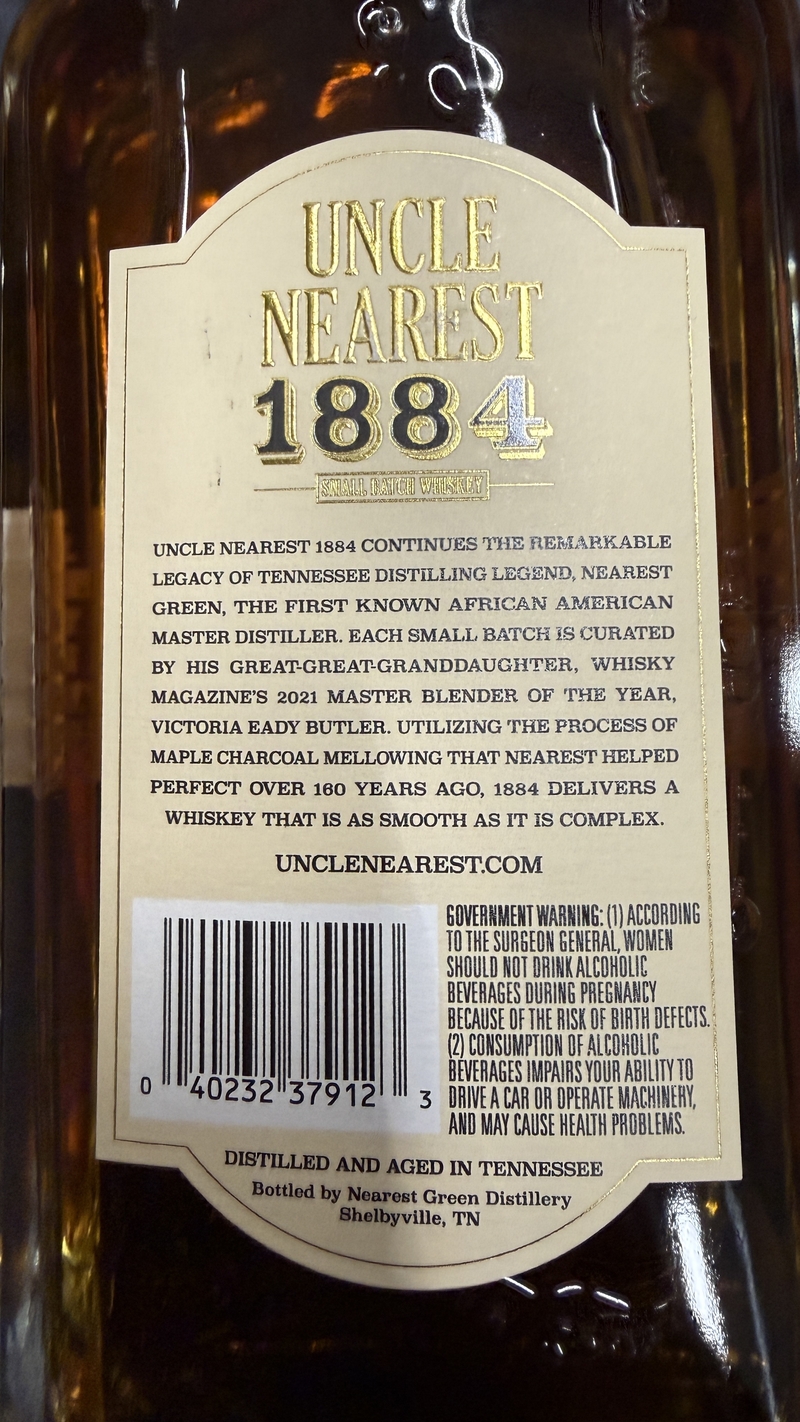 UNCLE
NEAREST
1884
SMALL BATCH WHISKEY
UNCLE NEAREST 1884 CONTINUES THE REMARKABLE
LEGACY OF TENNESSEE DISTILLING LEGEND, NEAREST
GREEN, THE FIRST KNOWN AFRICAN AMERICAN
MASTER DISTILLER. EACH SMALL BATCH IS CURATED
BY HIS GREAT-GREAT-GRANDDAUGHTER, WHISKY
MAGAZINE'S 2021 MASTER BLENDER OF THE YEAR,
VICTORIA EADY BUTLER. UTILIZING THE PROCESS OF
MAPLE CHARCOAL MELLOWING THAT NEAREST HELPED
PERFECT OVER 160 YEARS AGO, 1884 DELIVERS A
WHISKEY THAT IS AS SMOOTH AS IT IS COMPLEX.
UNCLENEAREST.COM
0 40232 37912 3
GOVERNMENT WARNING: (1) ACCORDING
TO THE SURGEON GENERAL, WOMEN
SHOULD NOT DRINK ALCOHOLIC
BEVERAGES DURING PREGNANCY
BECAUSE OF THE RISK OF BIRTH DEFECTS.
(2) CONSUMPTION OF ALCOHOLIC
BEVERAGES IMPAIRS YOUR ABILITY TO
DRIVE A CAR OR OPERATE MACHINERY,
AND MAY CAUSE HEALTH PROBLEMS.
DISTILLED AND AGED IN TENNESSEE
Bottled by Nearest Green Distillery
Shelbyville, TN